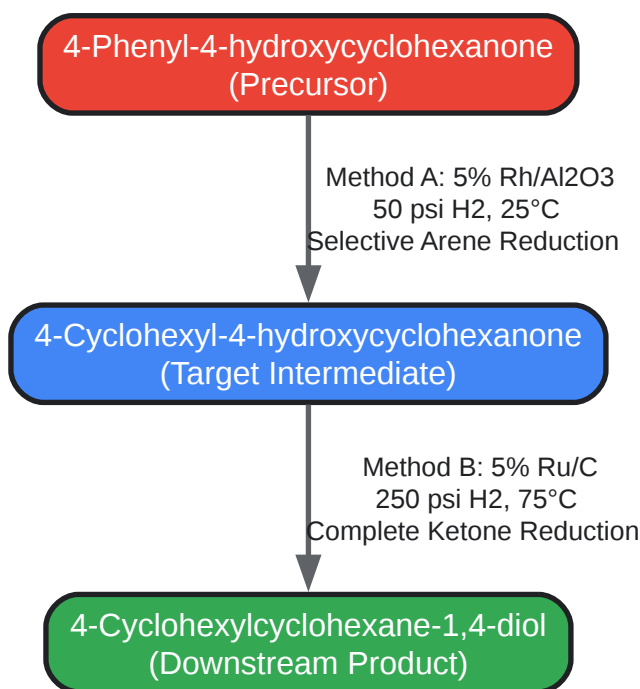 4-Phenyl-4-hydroxycyclohexanone
(Precursor)
Method A: 5% Rh/Al2O3
50 psi H2, 25°C
Selective Arene Reduction
4-Cyclohexyl-4-hydroxycyclohexanone
(Target Intermediate)
Method B: 5% Ru/C
250 psi H2, 75°C
Complete Ketone Reduction
4-Cyclohexylcyclohexane-1,4-diol
(Downstream Product)